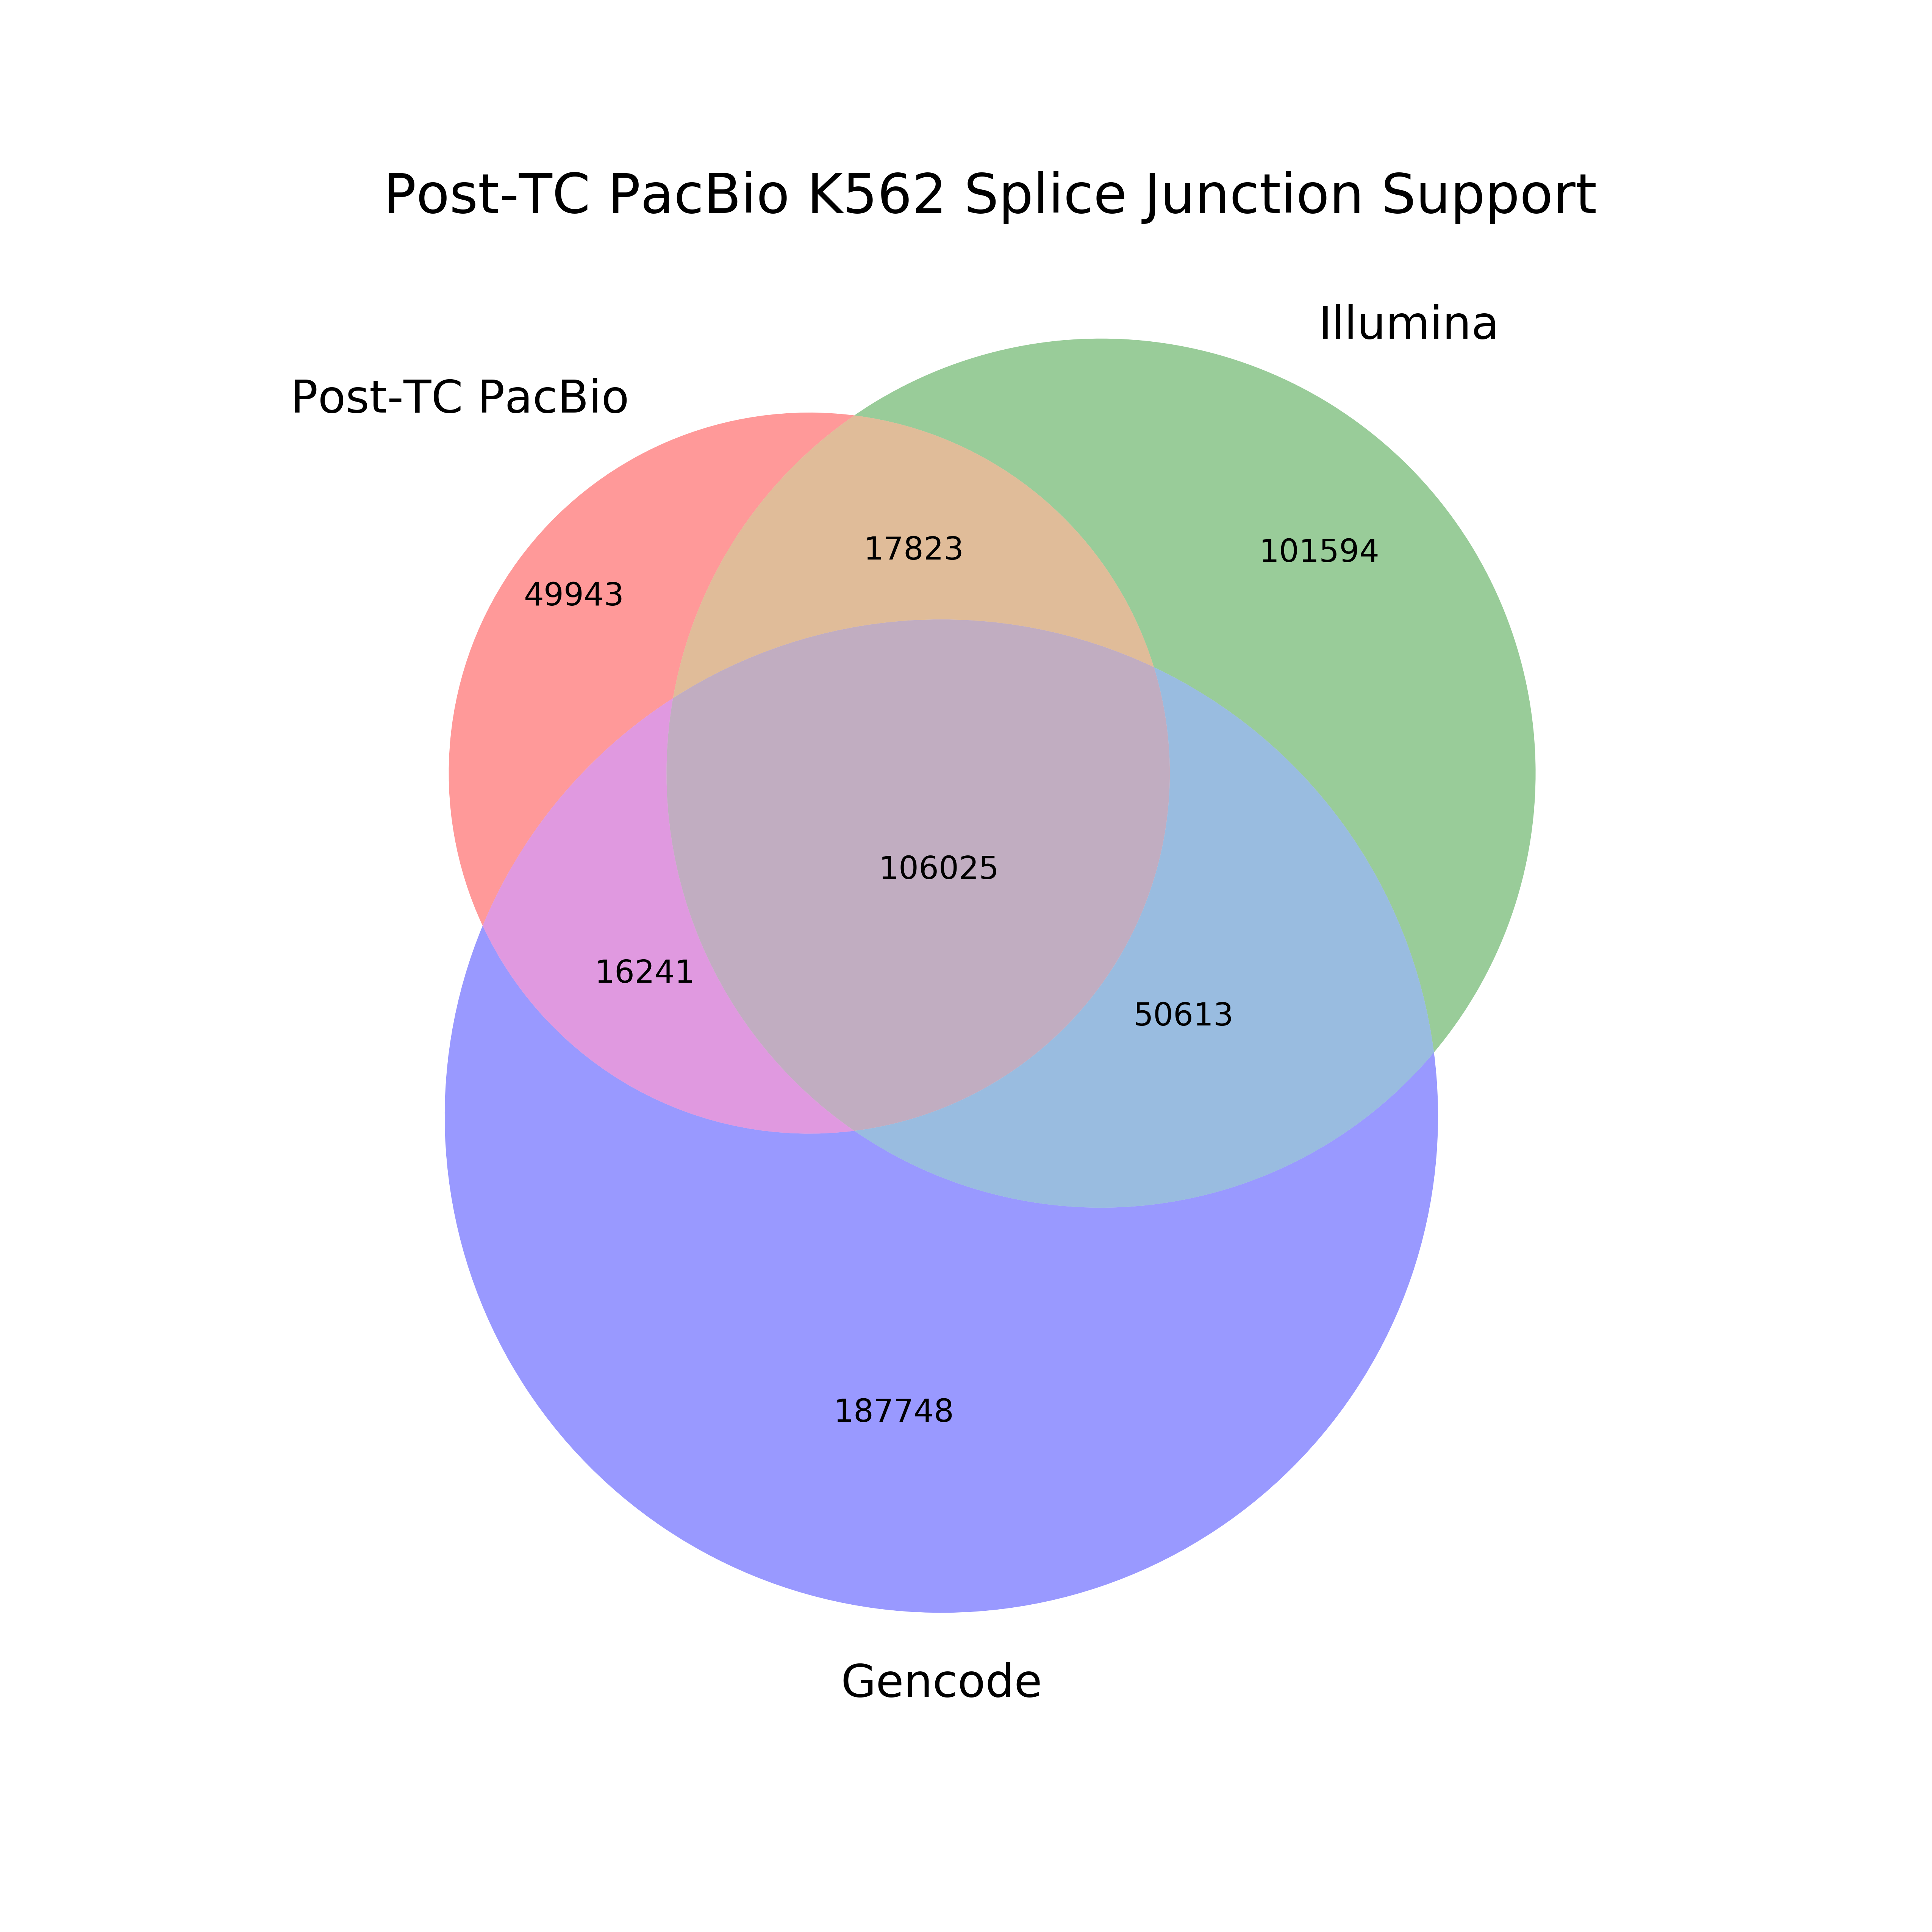 Post-TC PacBio K562 Splice Junction Support
Illumina
Post-TC PacBio
17823
101594
49943
106025
16241
50613
187748
Gencode